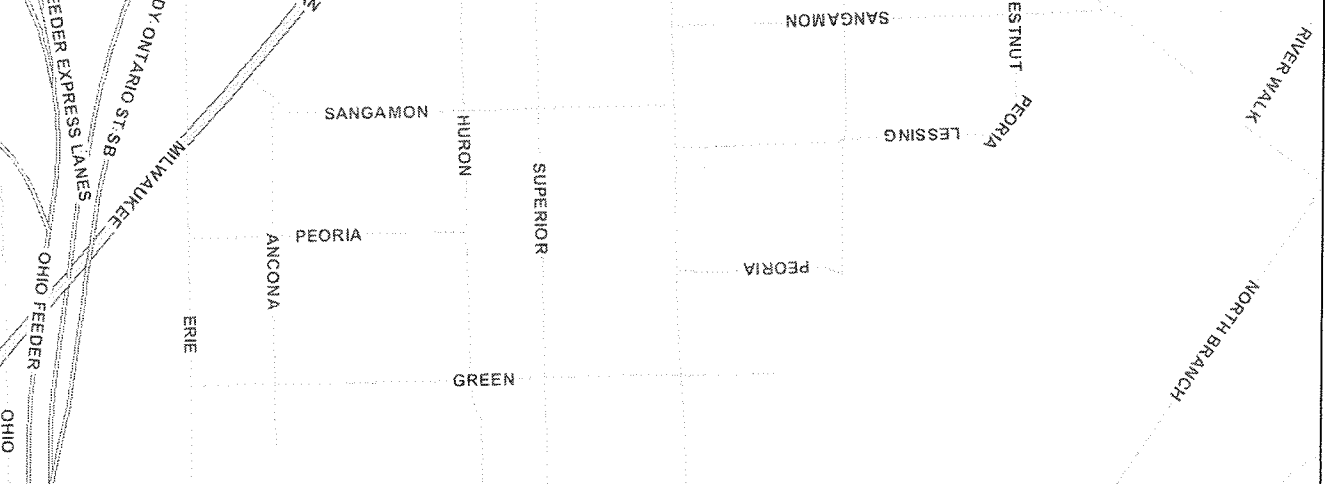 EEDER EXPRESS LANES
DY ONTARIO ST SB
N
SANGAMON
ESTNUT
RIVER WALK
SANGAMON
HURON
MILWAUKEE
LESSING
PEORIA
SUPERIOR
PEORIA
ANCONA
PEORIA
OHIO FEEDER
ERIE
NORTH BRANCH
GREEN
OHIO